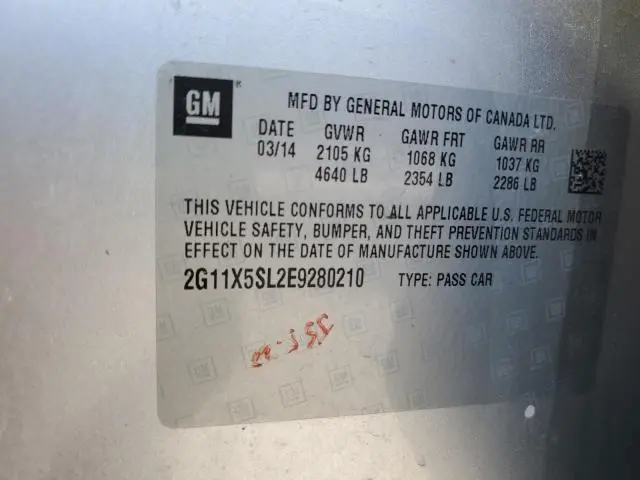 GM
MFD BY GENERAL MOTORS OF CANADA LTD.
DATE GVWR GAWR FRT GAWR RR
03/14 2105 KG 1068 KG 1037 KG
4640 LB 2354 LB 2286 LB
THIS VEHICLE CONFORMS TO ALL APPLICABLE U.S. FEDERAL MOTOR
VEHICLE SAFETY, BUMPER, AND THEFT PREVENTION STANDARDS IN
EFFECT ON THE DATE OF MANUFACTURE SHOWN ABOVE.
2G11X5SL2E9280210 TYPE: PASS CAR